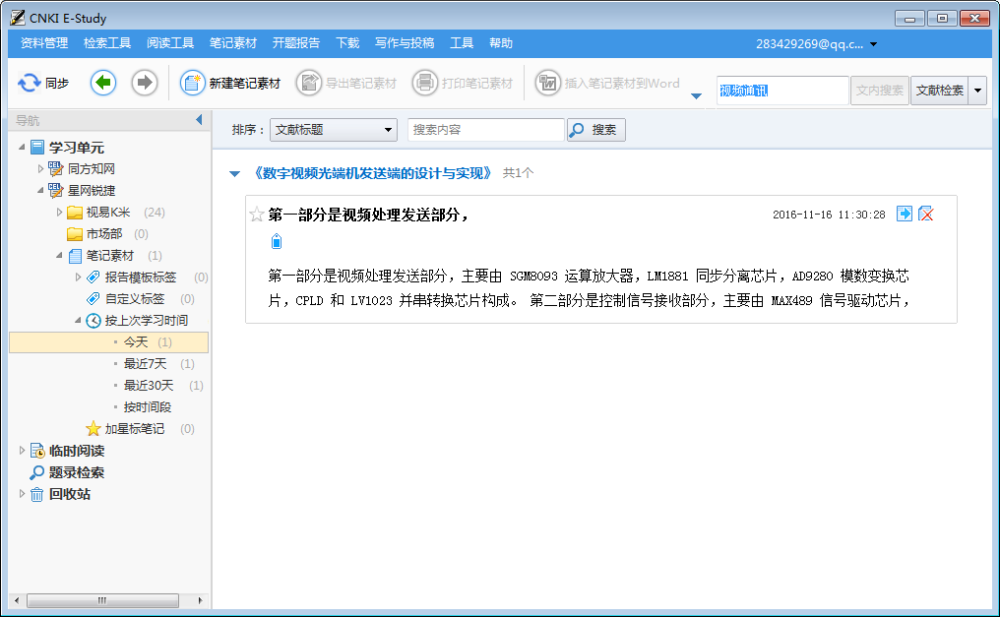 CNKI E-Study
资料管理 检索工具 阅读工具 笔记素材 开题报告 下载 写作与投稿 工具 帮助 283429269@qq.c...
同步 新建笔记素材 导出笔记素材 打印笔记素材 插入笔记素材到Word 视频通讯 文内搜索 文献检索
导航
学习单元
同方知网
星网锐捷
视易K米 (24)
市场部 (0)
笔记素材 (1)
报告模板标签 (0)
自定义标签 (0)
按上次学习时间
今天 (1)
最近7天 (1)
最近30天 (1)
按时间段
加星标笔记 (0)
临时阅读
题录检索
回收站
排序： 文献标题 搜索内容 搜索
《数字视频光端机发送端的设计与实现》 共1个
第一部分是视频处理发送部分， 2016-11-16 11:30:28
第一部分是视频处理发送部分，主要由 SGM8093 运算放大器，LM1881 同步分离芯片，AD9280 模数变换芯
片，CPLD 和 LV1023 并串转换芯片构成。 第二部分是控制信号接收部分，主要由 MAX489 信号驱动芯片，